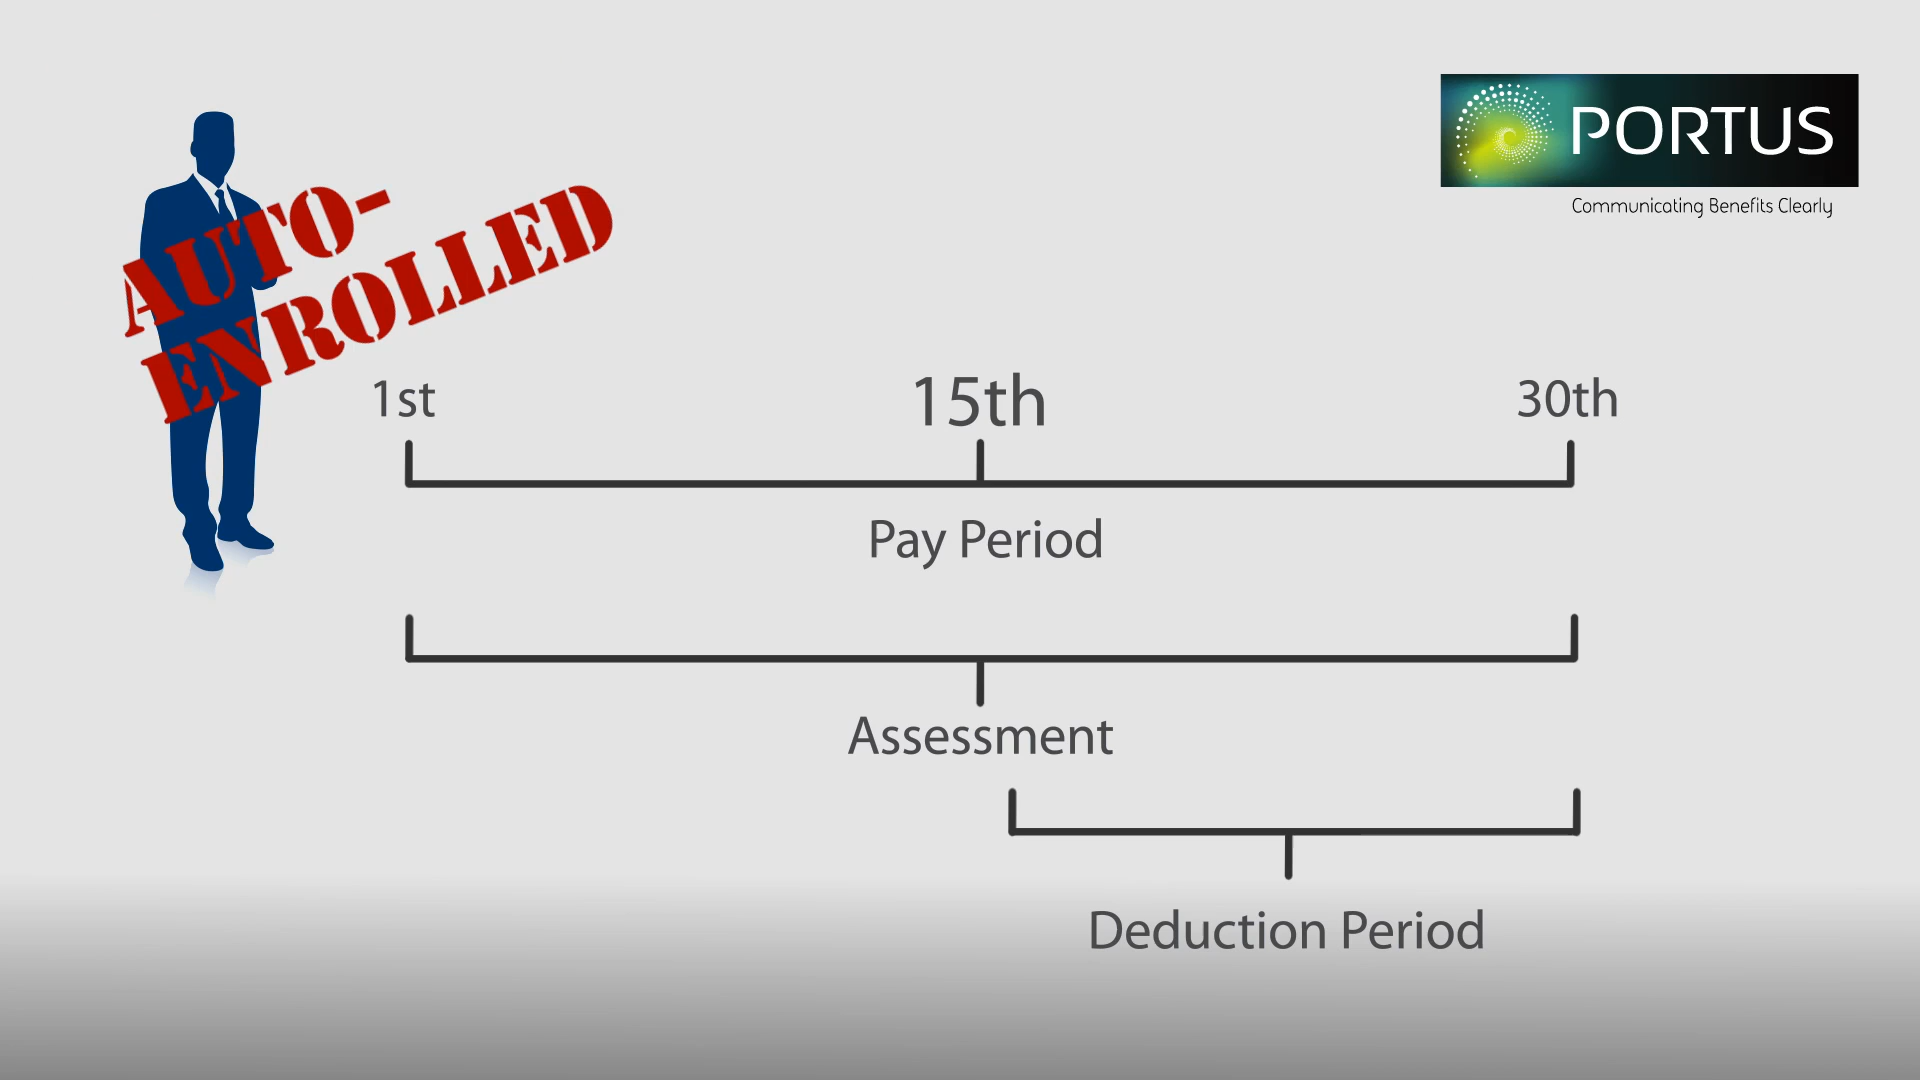 PORTUS
Communicating Benefits Clearly
AUTO-
ENROLLED
1st 15th 30th
Pay Period
Assessment
Deduction Period